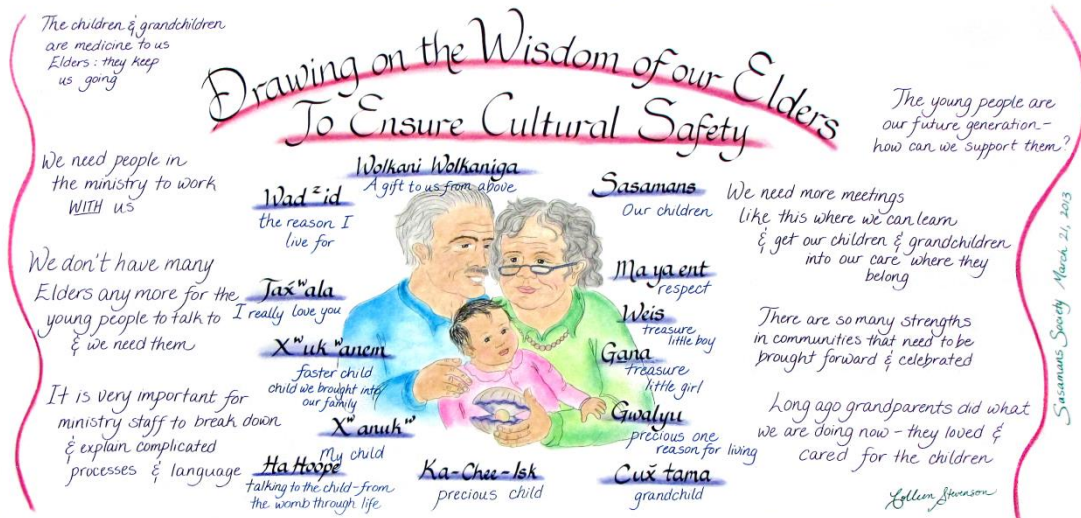 Drawing on the Wisdom of our Elders
To Ensure Cultural Safety
The children & grandchildren
are medicine to us
Elders: they keep
us going
We need people in
the ministry to work
WITH us
We don't have many
Elders any more for the
young people to talk to
& we need them
It is very important for
ministry staff to break down
& explain complicated
processes & language
Wolkani Wolkaniga
A gift to us from above
Wad ᶻ id
the reason I
live for
Tax̌ʷala
I really love you
Xʷukʷanem
foster child
child we brought into
our family
Xʷanukʷ
My child
Ha Hoope
talking to the child-from
the womb through life
Ka-Chee-Isk
precious child
Sasamans
Our children
Ma ya ent
respect
Weis
treasure
little boy
Gana
treasure
little girl
Gwalyu
precious one
reason for living
Cux̌ tama
grandchild
The young people are
our future generation-
how can we support them?
We need more meetings
like this where we can learn
& get our children & grandchildren
into our care where they
belong
There are so many strengths
in communities that need to be
brought forward & celebrated
Long ago grandparents did what
we are doing now - they loved &
cared for the children
Colleen Stevenson
Sasamans Society March 21, 2013